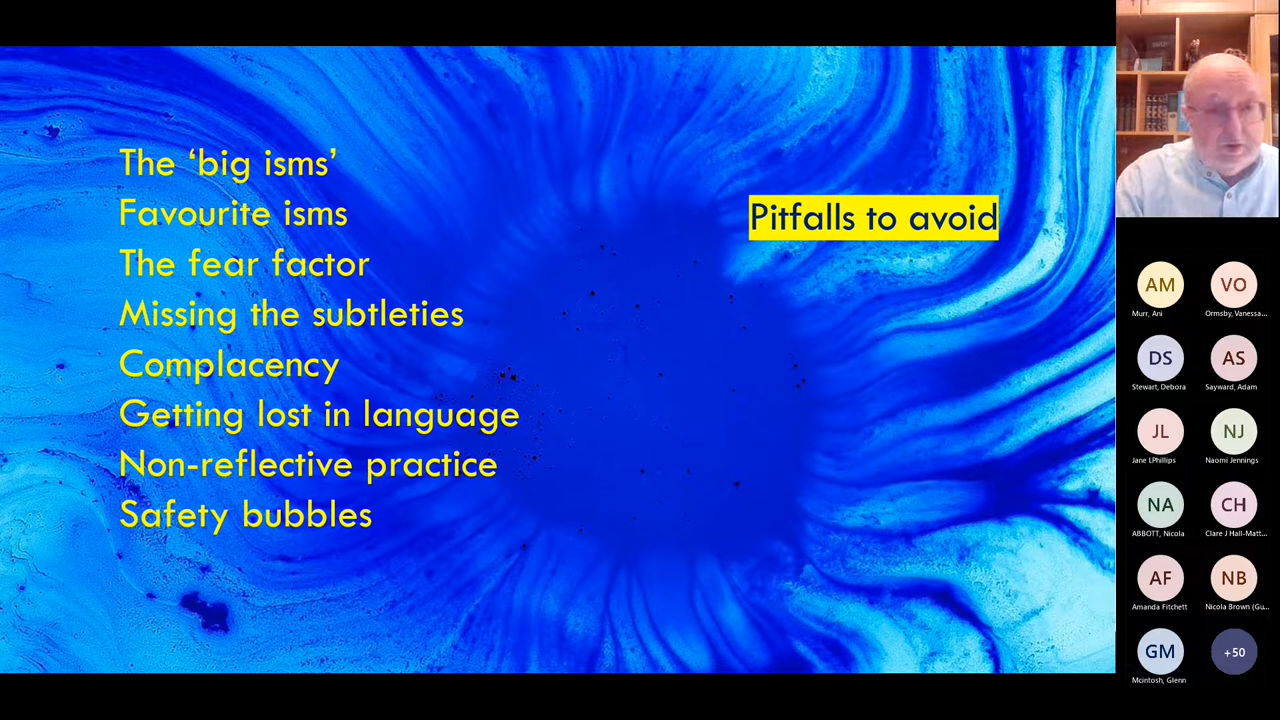 The ‘big isms’
Favourite isms
The fear factor
Missing the subtleties
Complacency
Getting lost in language
Non-reflective practice
Safety bubbles
Pitfalls to avoid
AM
Murr, Ani
VO
Ormsby, Vanessa...
DS
Stewart, Debora
AS
Sayward, Adam
JL
Jane LPhillips
NJ
Naomi Jennings
NA
ABBOTT, Nicola
CH
Clare J Hall-Matt...
AF
Amanda Fitchett
NB
Nicola Brown (Gu...
GM
Mcintosh, Glenn
+50